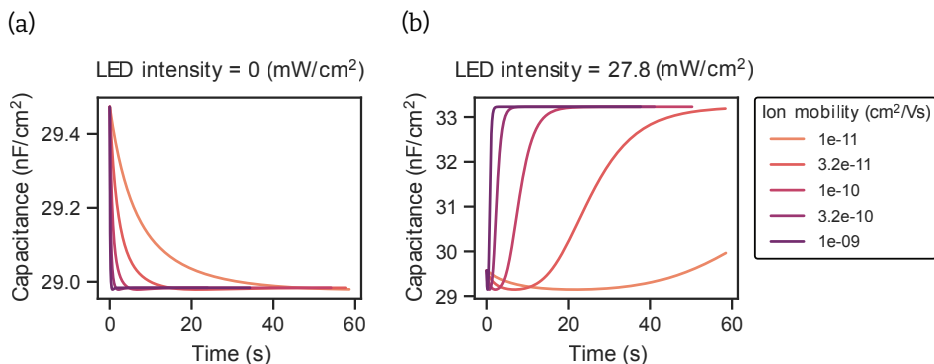 (a)
LED intensity = 0 (mW/cm²)
Capacitance (nF/cm²)
29.4
29.2
29.0
0
20
40
60
Time (s)
(b)
LED intensity = 27.8 (mW/cm²)
Capacitance (nF/cm²)
33
32
31
30
29
0
20
40
60
Time (s)
Ion mobility (cm²/Vs)
1e-11
3.2e-11
1e-10
3.2e-10
1e-09